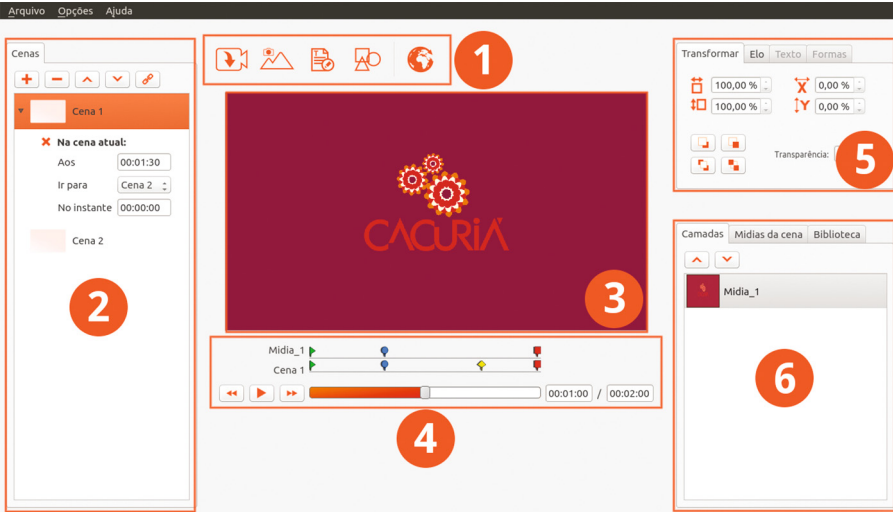 Arquivo Opções Ajuda
Cenas
Cena 1
Na cena atual:
Aos 00:01:30
Ir para Cena 2
No instante 00:00:00
Cena 2
2
1
CACURIÁ
3
Midia_1
Cena 1
00:01:00 / 00:02:00
4
Transformar Elo Texto Formas
100,00 % X 0,00 %
100,00 % Y 0,00 %
Transparência:
5
Camadas Midias da cena Biblioteca
Midia_1
6